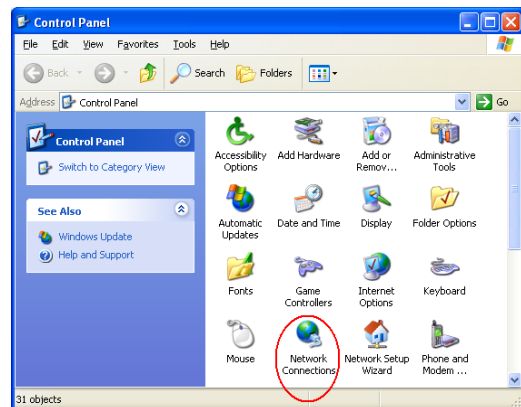 Control Panel
File Edit View Favorites Tools Help
Back Search Folders
Address Control Panel Go
Control Panel
Switch to Category View
See Also
Windows Update
Help and Support
Accessibility Options
Add Hardware
Add or Remov...
Administrative Tools
Automatic Updates
Date and Time
Display
Folder Options
Fonts
Game Controllers
Internet Options
Keyboard
Mouse
Network Connections
Network Setup Wizard
Phone and Modem ...
31 objects